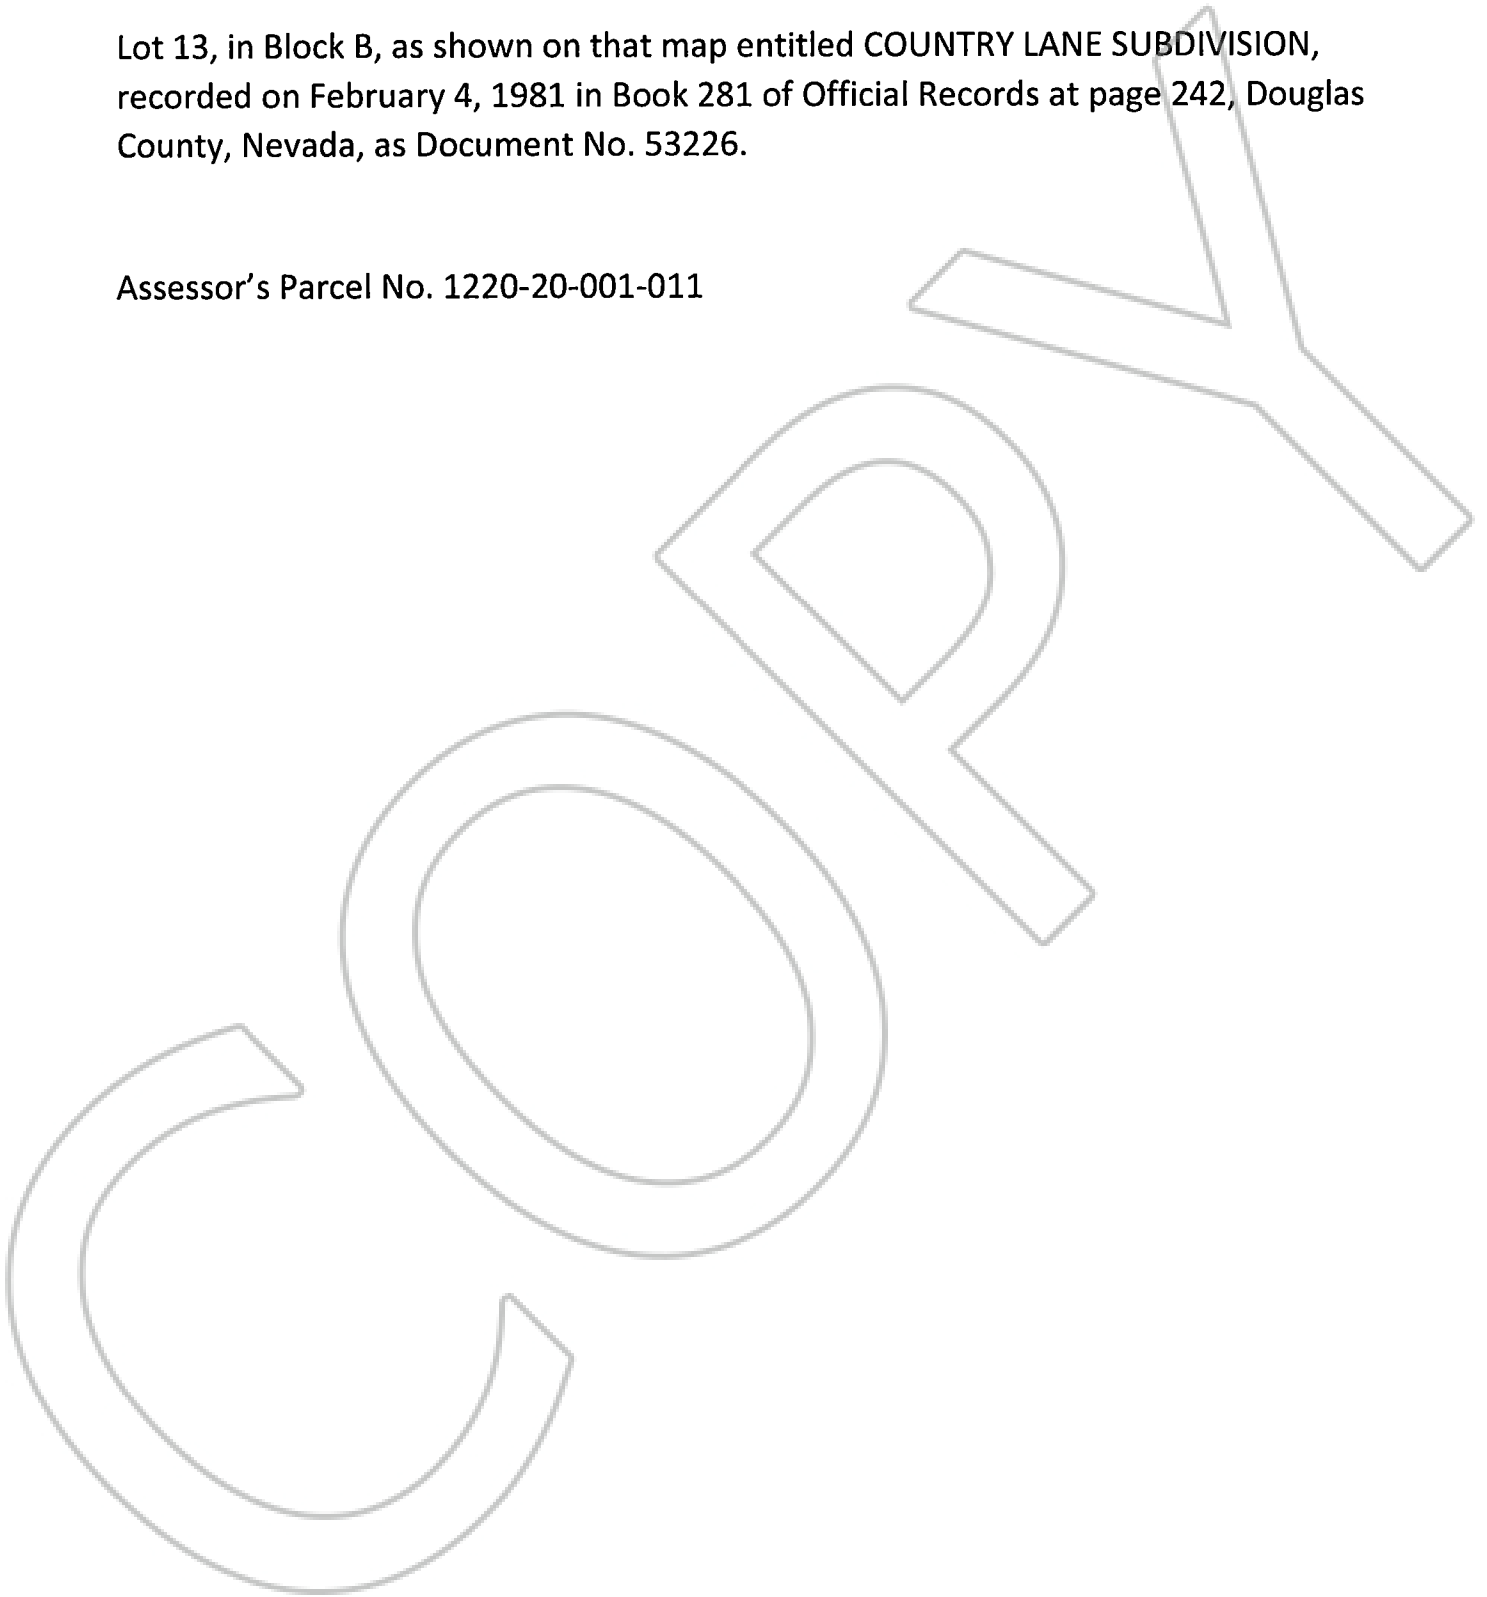 Lot 13, in Block B, as shown on that map entitled COUNTRY LANE SUBDIVISION,
recorded on February 4, 1981 in Book 281 of Official Records at page 242, Douglas
County, Nevada, as Document No. 53226.
Assessor's Parcel No. 1220-20-001-011
COPY